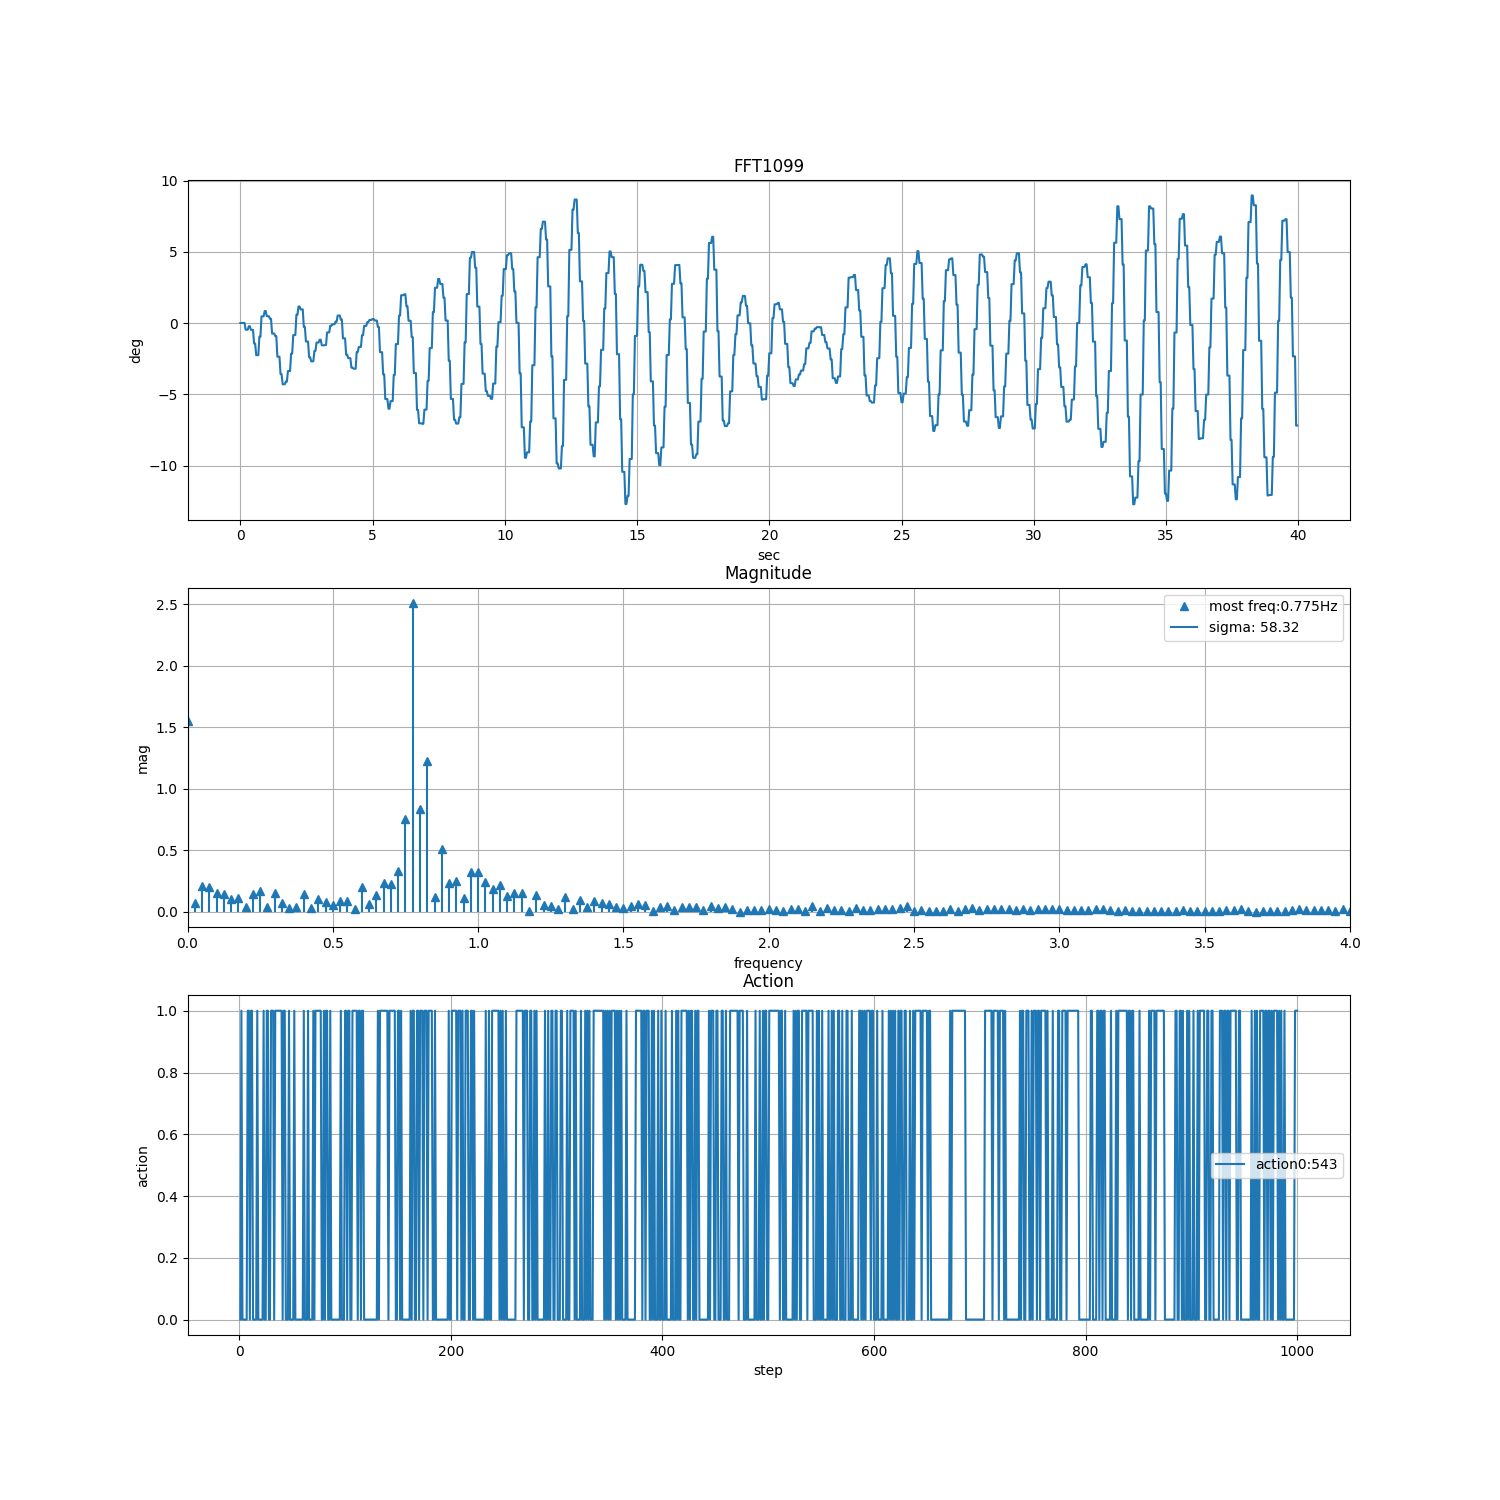 FFT1099
10
5
0
−5
−10
deg
0 5 10 15 20 25 30 35 40
sec
Magnitude
2.5
2.0
1.5
1.0
0.5
0.0
mag
most freq:0.775Hz
sigma: 58.32
0.0 0.5 1.0 1.5 2.0 2.5 3.0 3.5 4.0
frequency
Action
1.0
0.8
0.6
0.4
0.2
0.0
action
action0:543
0 200 400 600 800 1000
step